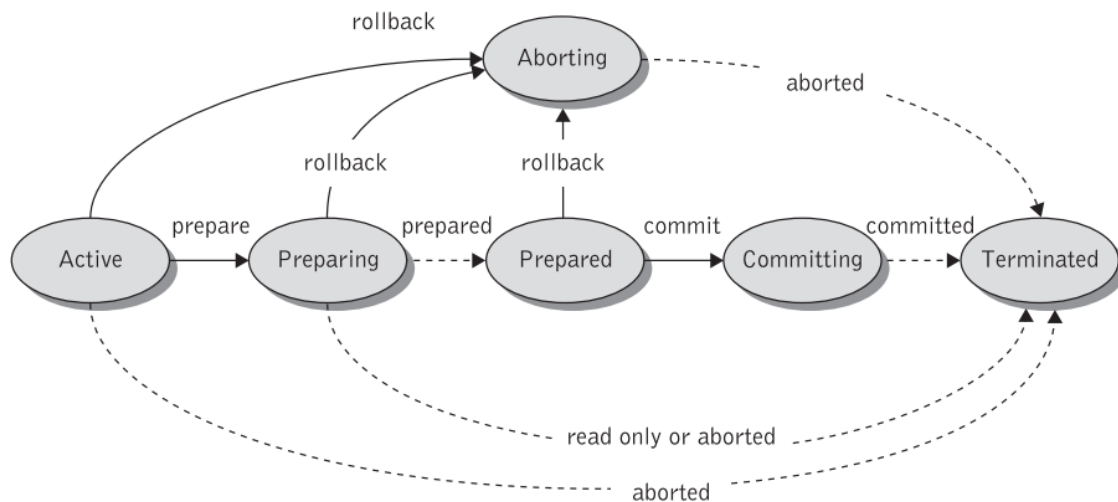 rollback
Aborting
aborted
rollback
rollback
prepare
prepared
commit
committed
Active
Preparing
Prepared
Committing
Terminated
read only or aborted
aborted